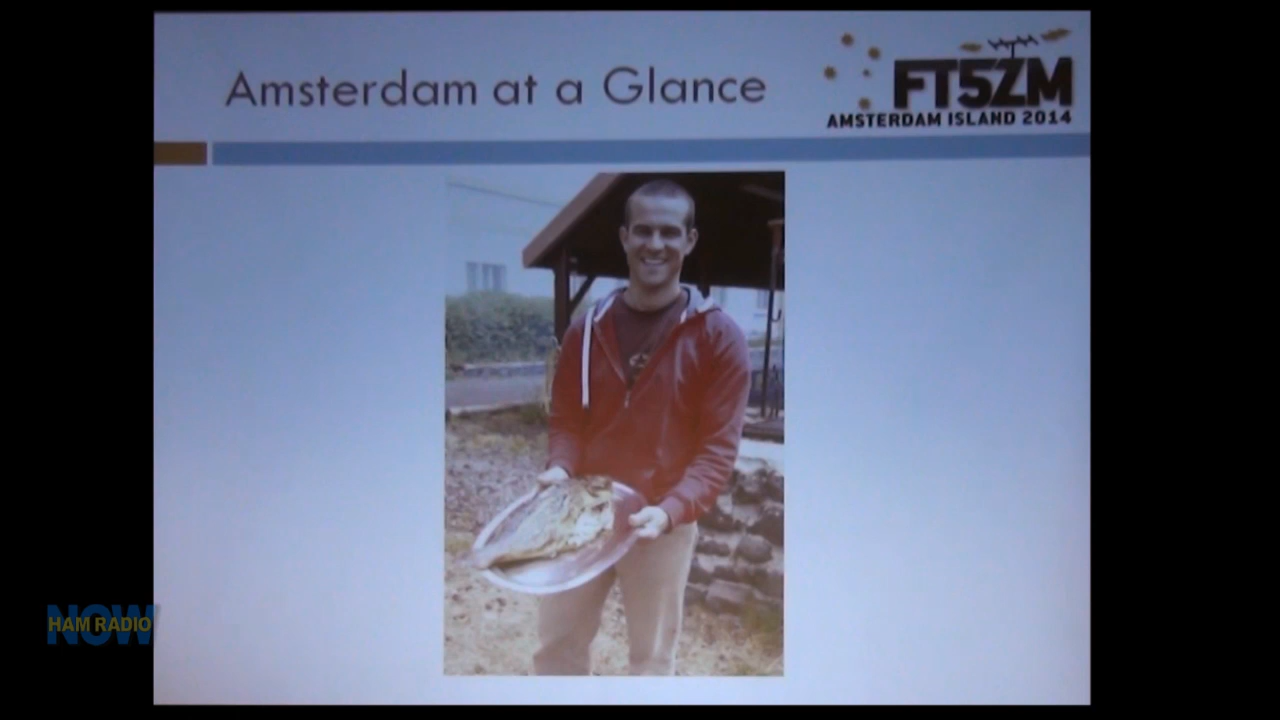 Amsterdam at a Glance
FT5ZM
AMSTERDAM ISLAND 2014
HAM RADIO
NOW